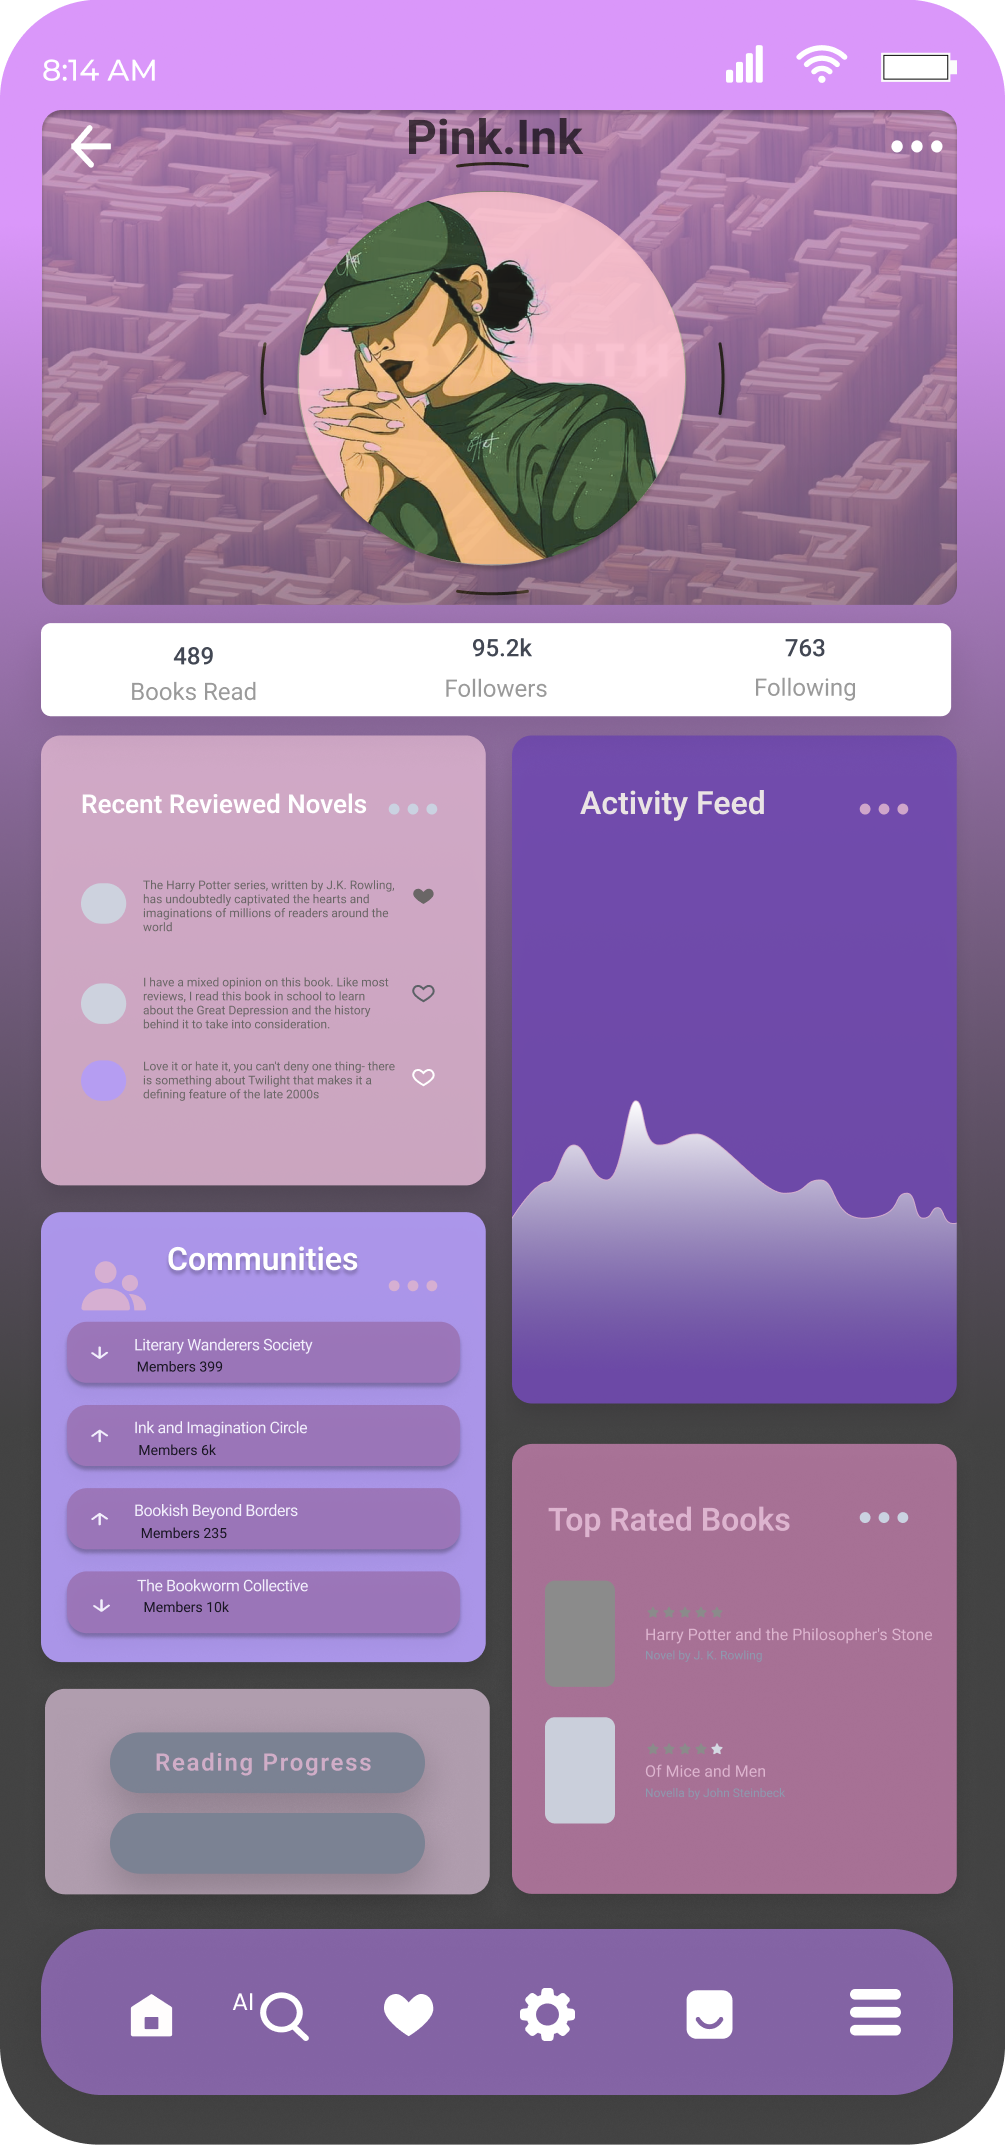 8:14 AM
Pink.Ink
LABYRINTH
489
Books Read
95.2k
Followers
763
Following
Recent Reviewed Novels
The Harry Potter series, written by J.K. Rowling,
has undoubtedly captivated the hearts and
imaginations of millions of readers around the
world
I have a mixed opinion on this book. Like most
reviews, I read this book in school to learn
about the Great Depression and the history
behind it to take into consideration.
Love it or hate it, you can't deny one thing- there
is something about Twilight that makes it a
defining feature of the late 2000s
Activity Feed
Communities
Literary Wanderers Society
Members 399
Ink and Imagination Circle
Members 6k
Bookish Beyond Borders
Members 235
The Bookworm Collective
Members 10k
Top Rated Books
Harry Potter and the Philosopher's Stone
Novel by J. K. Rowling
Of Mice and Men
Novella by John Steinbeck
Reading Progress
AI